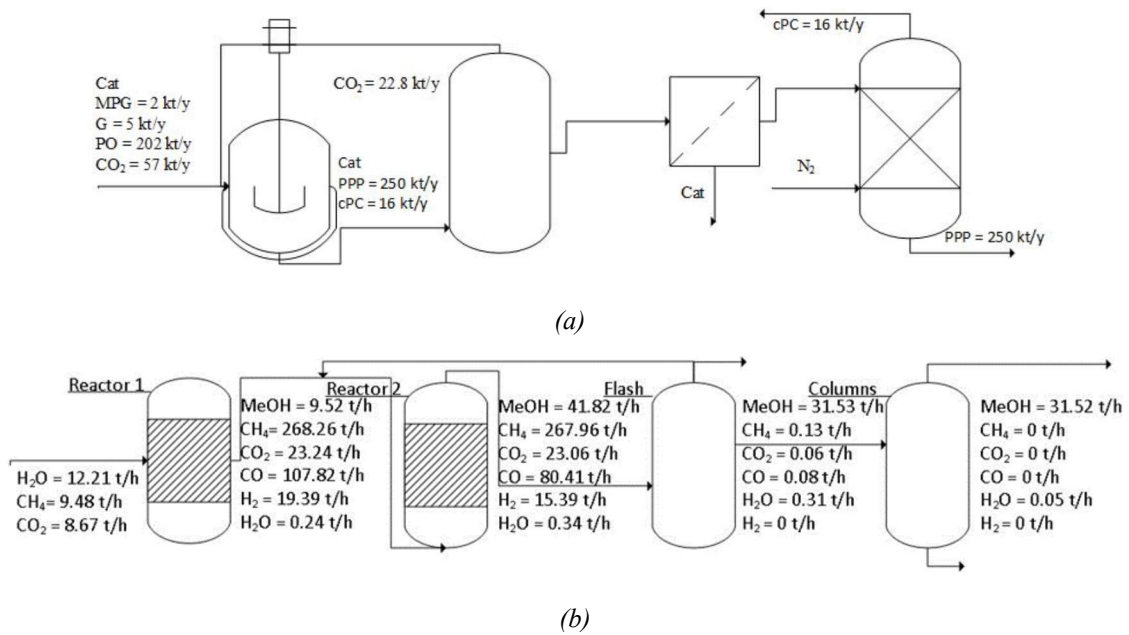 cPC = 16 kt/y
Cat
MPG = 2 kt/y
G = 5 kt/y
PO = 202 kt/y
CO₂ = 57 kt/y
CO₂ = 22.8 kt/y
Cat
PPP = 250 kt/y
cPC = 16 kt/y
Cat
N₂
PPP = 250 kt/y
(a)
Reactor 1
H₂O = 12.21 t/h
CH₄= 9.48 t/h
CO₂ = 8.67 t/h
MeOH = 9.52 t/h
CH₄= 268.26 t/h
CO₂ = 23.24 t/h
CO = 107.82 t/h
H₂ = 19.39 t/h
H₂O = 0.24 t/h
Reactor 2
MeOH = 41.82 t/h
CH₄= 267.96 t/h
CO₂ = 23.06 t/h
CO = 80.41 t/h
H₂ = 15.39 t/h
H₂O = 0.34 t/h
Flash
MeOH = 31.53 t/h
CH₄ = 0.13 t/h
CO₂ = 0.06 t/h
CO = 0.08 t/h
H₂O = 0.31 t/h
H₂ = 0 t/h
Columns
MeOH = 31.52 t/h
CH₄ = 0 t/h
CO₂ = 0 t/h
CO = 0 t/h
H₂O = 0.05 t/h
H₂ = 0 t/h
(b)